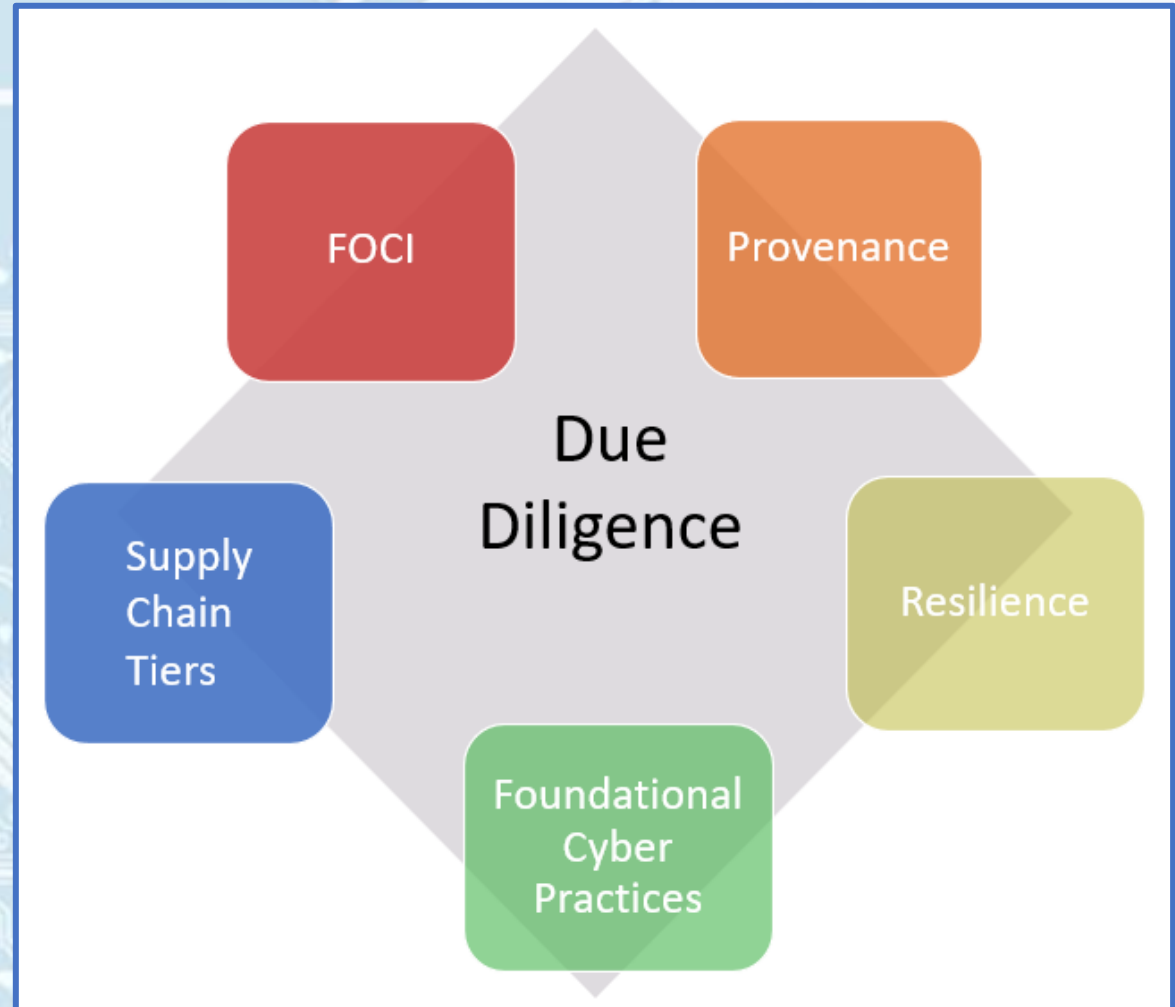 FOCI
Provenance
Due
Diligence
Supply
Chain
Tiers
Resilience
Foundational
Cyber
Practices